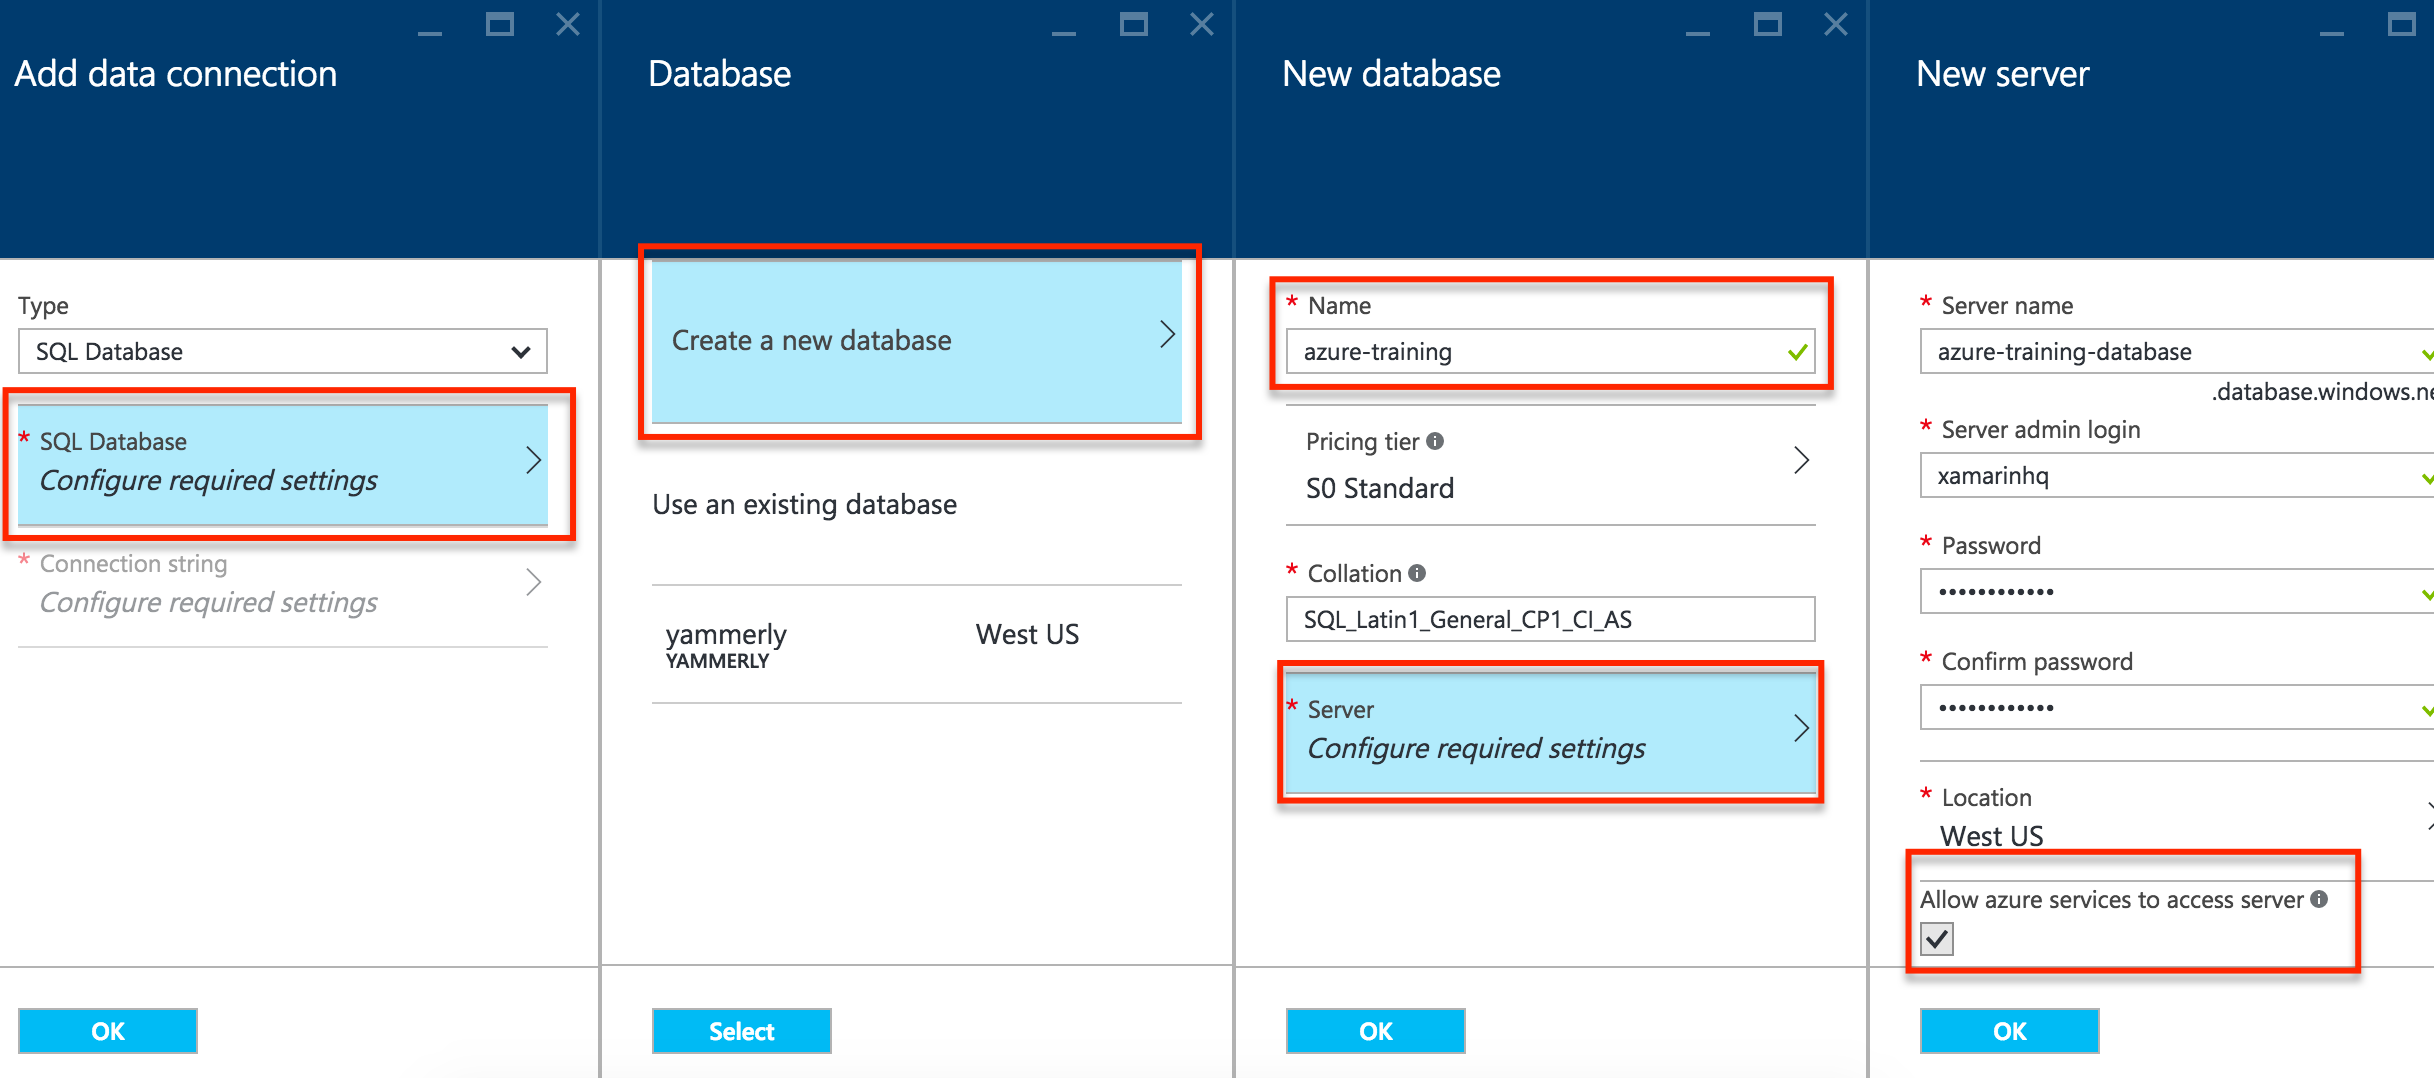 Add data connection
Type
SQL Database
* SQL Database
Configure required settings
* Connection string
Configure required settings
OK
Database
Create a new database
Use an existing database
yammerly West US
YAMMERLY
Select
New database
* Name
azure-training
Pricing tier
S0 Standard
* Collation
SQL_Latin1_General_CP1_CI_AS
* Server
Configure required settings
OK
New server
* Server name
azure-training-database
.database.windows.ne
* Server admin login
xamarinhq
* Password
••••••••••••
* Confirm password
••••••••••••
* Location
West US
Allow azure services to access server
OK